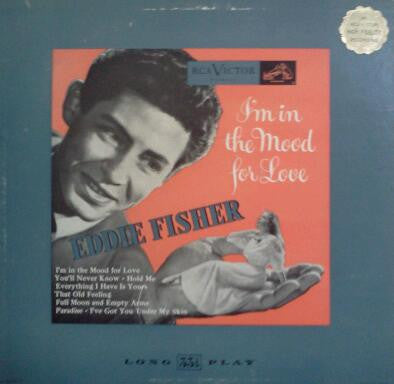 RCA VICTOR
I'm in
the Mood
for Love
EDDIE FISHER
I'm in the Mood for Love
You'll Never Know • Hold Me
Everything I Have Is Yours
That Old Feeling
Full Moon and Empty Arms
Paradise • I've Got You Under My Skin
LONG PLAY